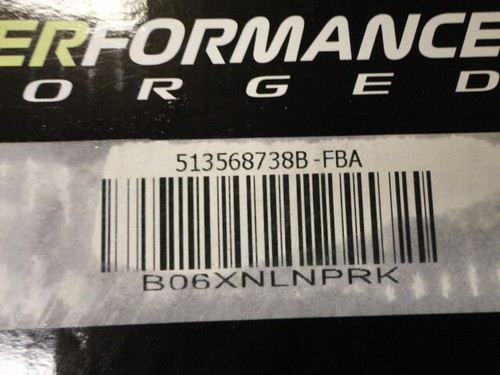 ERFORMANCE
ORGED
513568738B-FBA
B06XNLNPRK